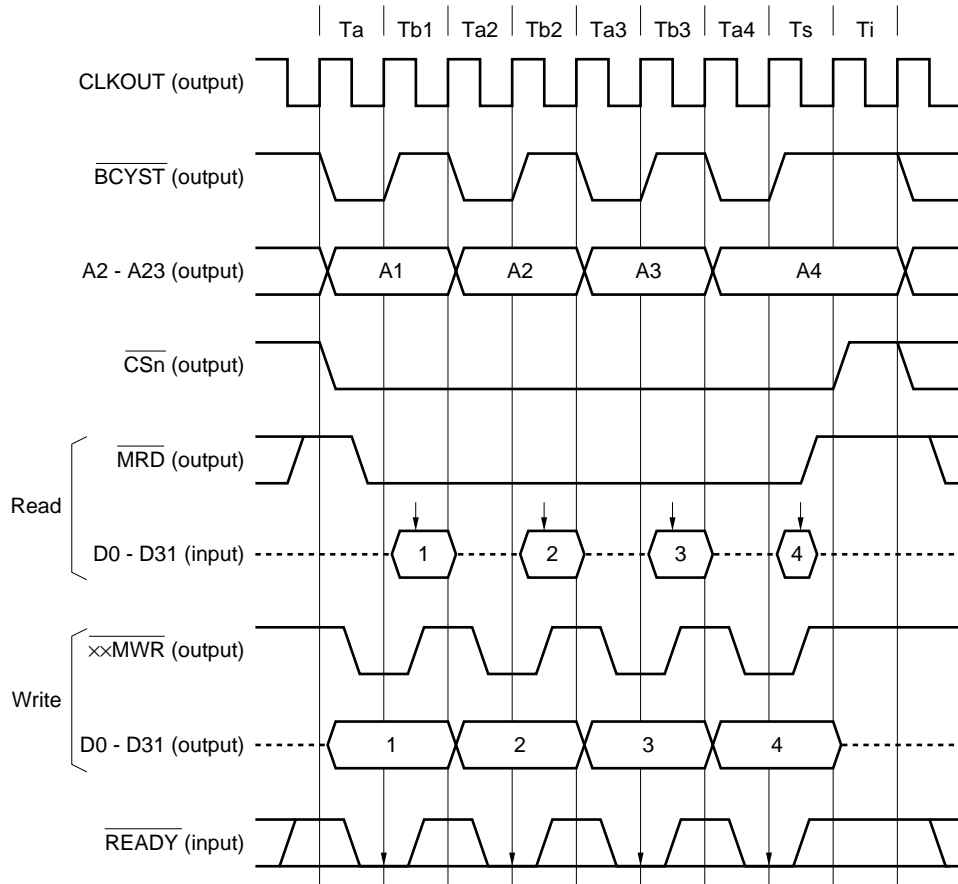 Ta Tb1 Ta2 Tb2 Ta3 Tb3 Ta4 Ts Ti
CLKOUT (output)
BCYST (output)
A2 - A23 (output) A1 A2 A3 A4
CSn (output)
MRD (output)
Read
D0 - D31 (input) 1 2 3 4
××MWR (output)
Write
D0 - D31 (output) 1 2 3 4
READY (input)